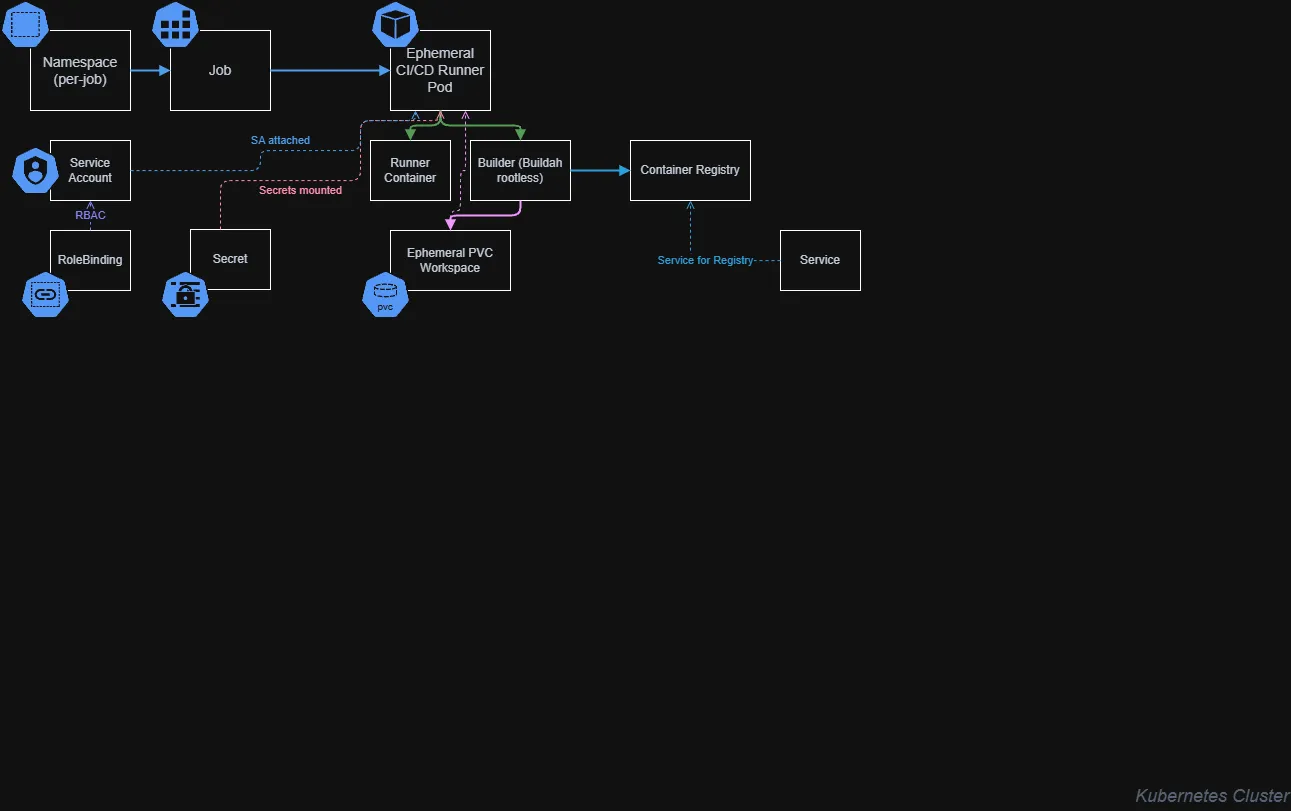 Namespace
(per-job)
Job
Ephemeral
CI/CD Runner
Pod
SA attached
Service
Account
Runner
Container
Builder (Buildah
rootless)
Container Registry
Secrets mounted
RBAC
RoleBinding
Secret
Ephemeral PVC
Workspace
Service for Registry
Service
pvc
Kubernetes Cluster